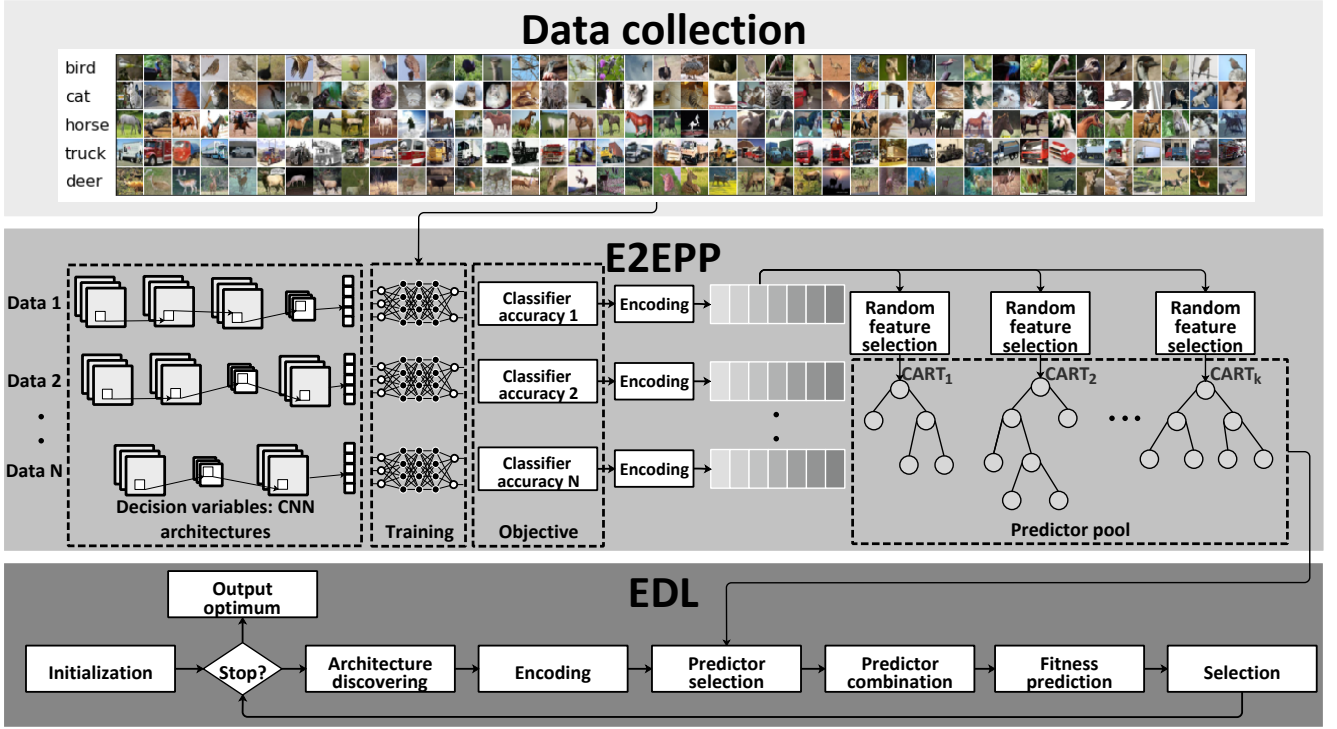 Data collection
bird
cat
horse
truck
deer
E2EPP
Data 1
Classifier
accuracy 1
Encoding
Random
feature
selection
Random
feature
selection
Random
feature
selection
Data 2
Classifier
accuracy 2
Encoding
CART1
CART2
CARTk
Data N
Classifier
accuracy N
Encoding
Decision variables: CNN
architectures
Training
Objective
Predictor pool
EDL
Output
optimum
Initialization
Stop?
Architecture
discovering
Encoding
Predictor
selection
Predictor
combination
Fitness
prediction
Selection